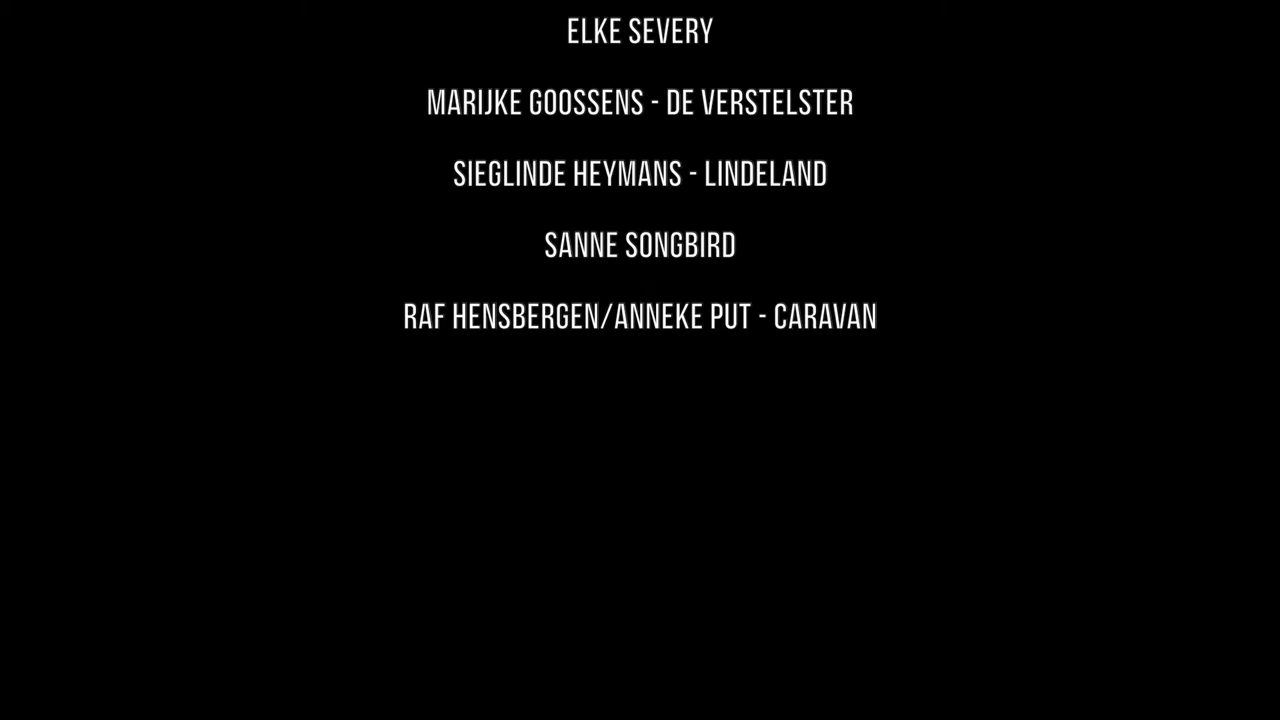 ELKE SEVERY
MARIJKE GOOSSENS - DE VERSTELSTER
SIEGLINDE HEYMANS - LINDELAND
SANNE SONGBIRD
RAF HENSBERGEN/ANNEKE PUT - CARAVAN